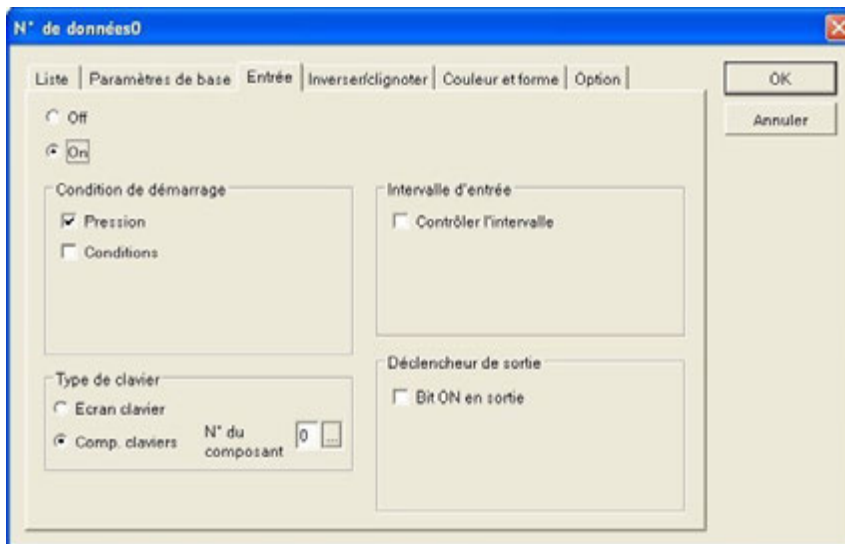 N° de données0
Liste Paramètres de base Entrée Inverser/clignoter Couleur et forme Option
OK
Annuler
Off
On
Condition de démarrage
Pression
Conditions
Intervalle d'entrée
Contrôler l'intervalle
Type de clavier
Ecran clavier
Comp. claviers
N° du
composant
0 ...
Déclencheur de sortie
Bit ON en sortie